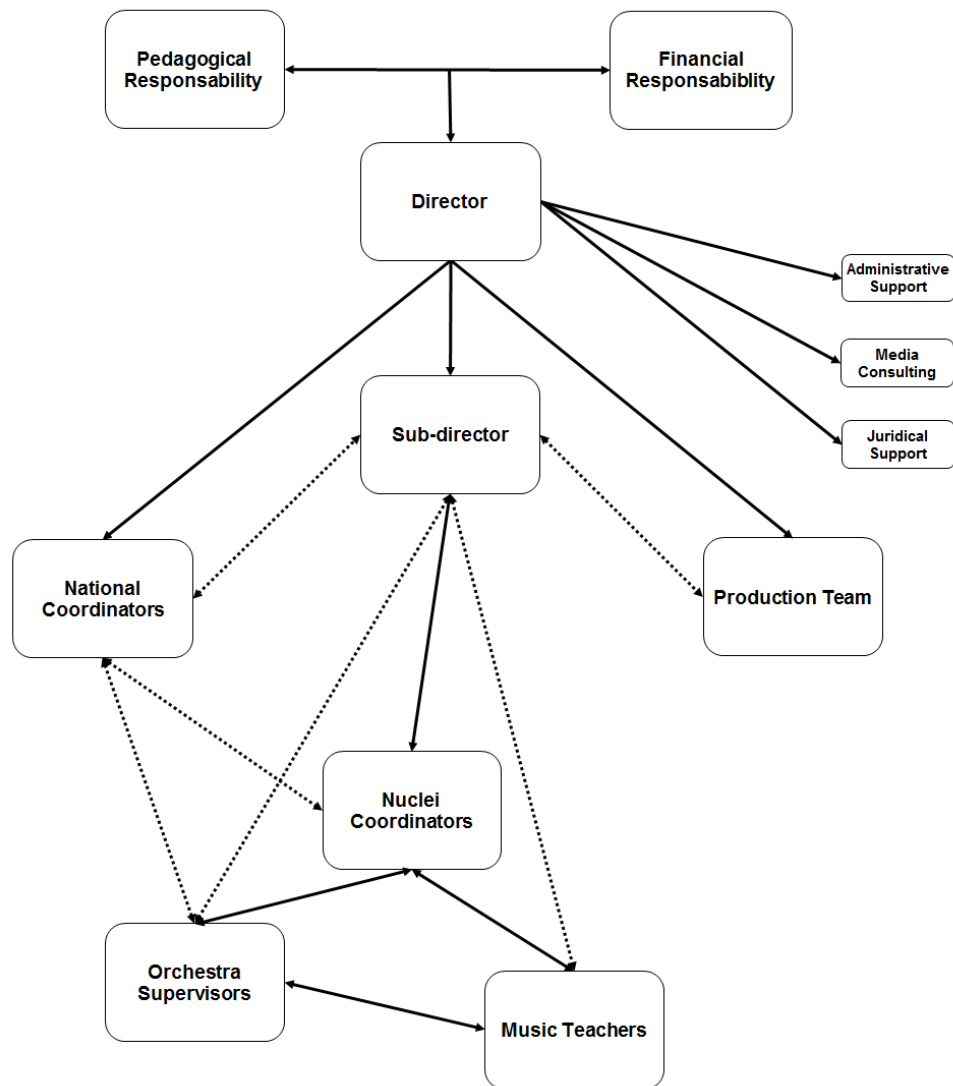 Pedagogical
Responsability
Financial
Responsabiblity
Director
Administrative
Support
Media
Consulting
Sub-director
Juridical
Support
National
Coordinators
Production Team
Nuclei
Coordinators
Orchestra
Supervisors
Music Teachers